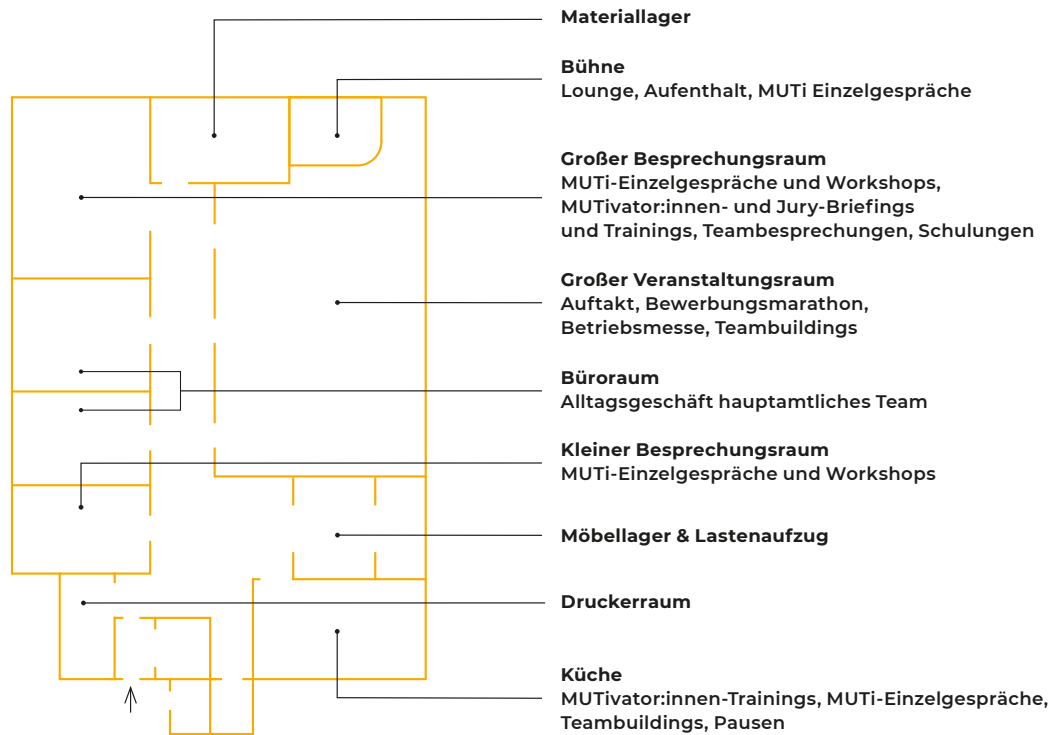 Materiallager
Bühne
Lounge, Aufenthalt, MUTi Einzelgespräche
Großer Besprechungsraum
MUTi-Einzelgespräche und Workshops,
MUTivator:innen- und Jury-Briefings
und Trainings, Teambesprechungen, Schulungen
Großer Veranstaltungsraum
Auftakt, Bewerbungsmarathon,
Betriebsmesse, Teambuildings
Büroraum
Alltagsgeschäft hauptamtliches Team
Kleiner Besprechungsraum
MUTi-Einzelgespräche und Workshops
Möbellager & Lastenaufzug
Druckerraum
Küche
MUTivator:innen-Trainings, MUTi-Einzelgespräche,
Teambuildings, Pausen